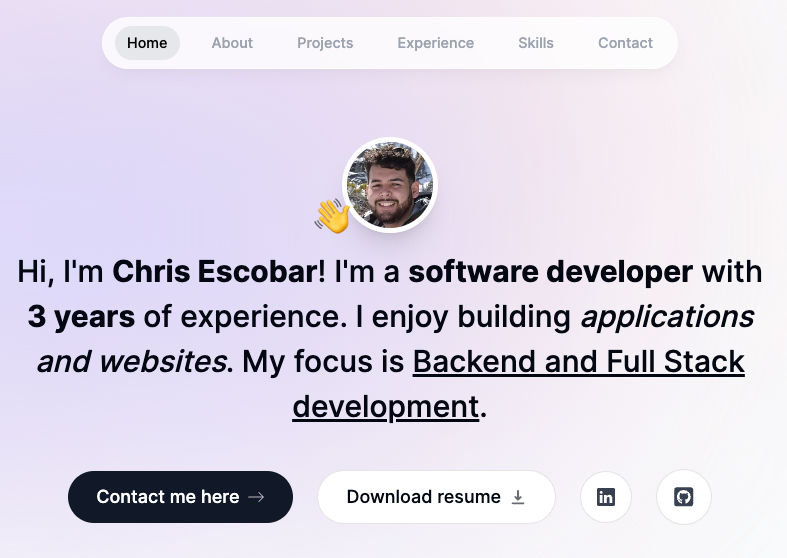 Home About Projects Experience Skills Contact
Hi, I'm Chris Escobar! I'm a software developer with
3 years of experience. I enjoy building applications
and websites. My focus is Backend and Full Stack
development.
Contact me here Download resume in